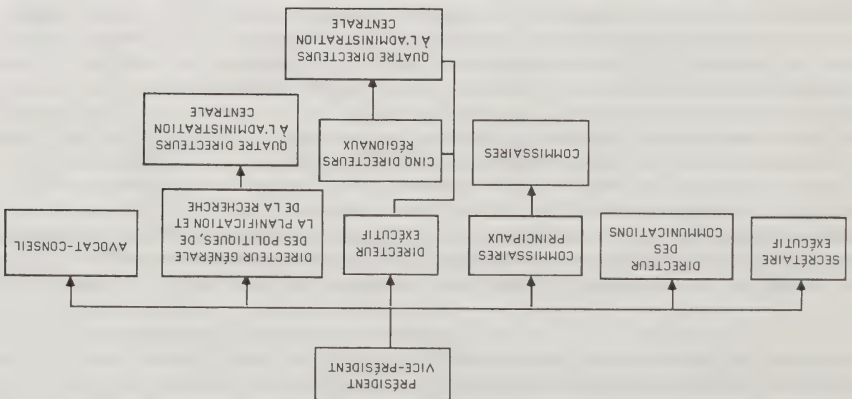 PRÉSIDENT
VICE-PRÉSIDENT
SECRÉTAIRE
EXÉCUTIF
DIRECTEUR
DES
COMMUNICATIONS
COMMISSAIRES
PRINCIPAUX
DIRECTEUR
EXÉCUTIF
DIRECTEUR GÉNÉRALE
DES POLITIQUES, DE
LA PLANIFICATION ET
DE LA RECHERCHE
AVOCAT-CONSEIL
COMMISSAIRES
CINQ DIRECTEURS
RÉGIONAUX
QUATRE DIRECTEURS
À L'ADMINISTRATION
CENTRALE
QUATRE DIRECTEURS
À L'ADMINISTRATION
CENTRALE